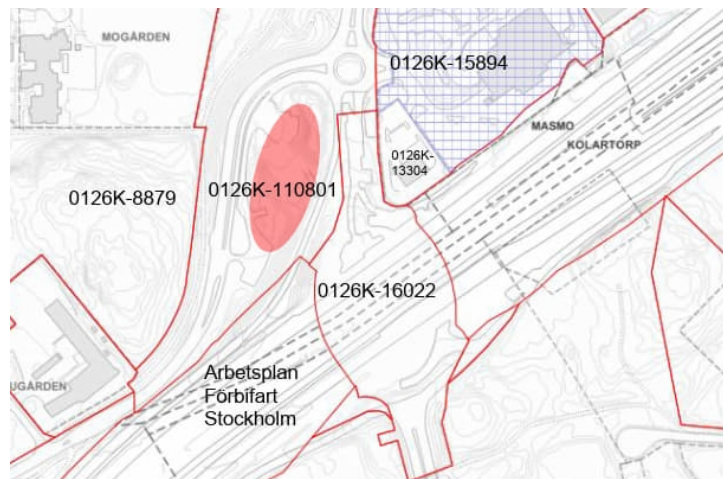 MOGÅRDEN
0126K-15894
MASMO
KOLARTORP
0126K-
13304
0126K-8879
0126K-110801
0126K-16022
UGÅRDEN
Arbetsplan
Förbifart
Stockholm